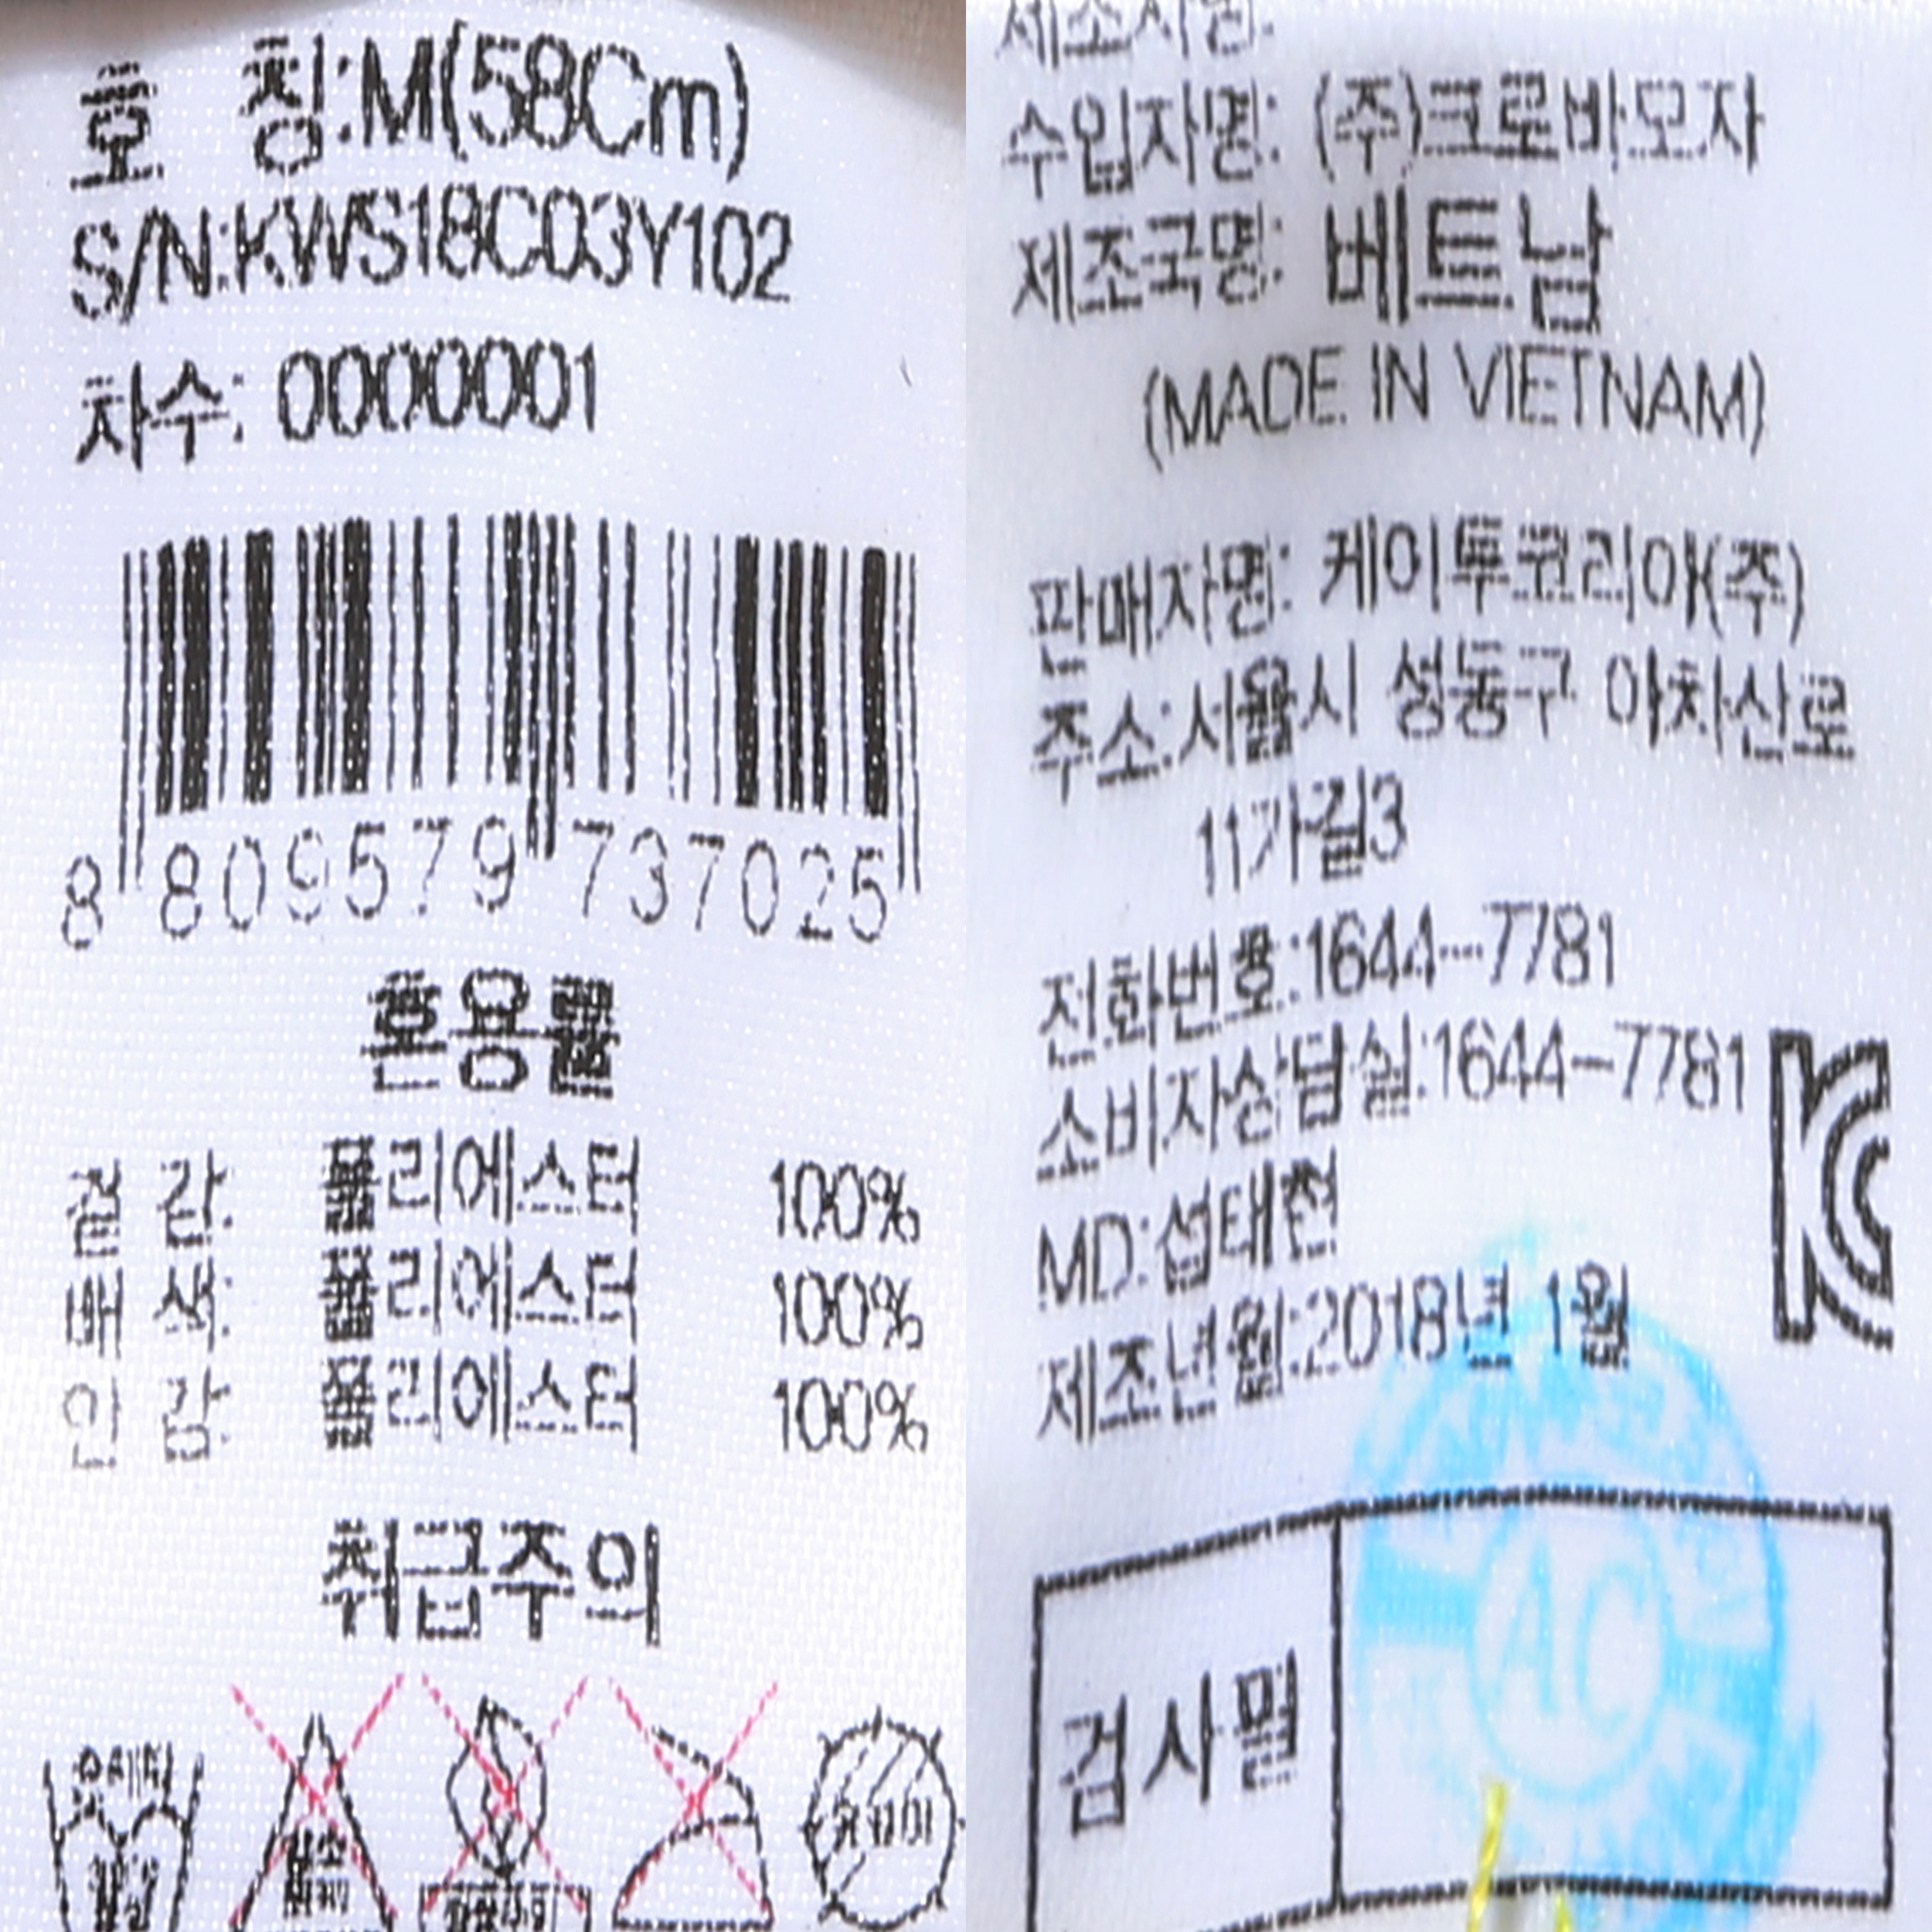 호 칭:M(58Cm)
S/N:KWS18C03Y102
차수: 0000001
8 809579 737025
혼용률
겉 감: 폴리에스터 100%
배 색: 폴리에스터 100%
안 감: 폴리에스터 100%
취급주의
수입자명: (주)크로바모자
제조국명: 베트남
(MADE IN VIETNAM)
판매자명: 케이투코리아(주)
주소:서울시 성동구 아차산로
11가길3
전화번호:1644-7781
소비자상담실:1644-7781
MD:섭태현
제조년월:2018년 1월
검사필
AC